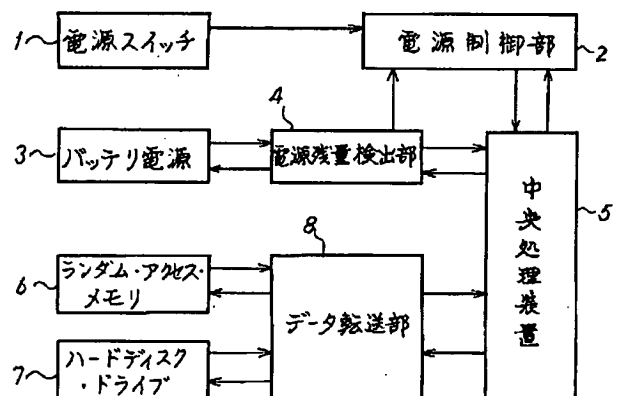 1 電源スイッチ
電源制御部 2
3 バッテリ電源
4
電源残量検出部
中央処理装置 5
6 ランダム・アクセス・
メモリ
8
データ転送部
7 ハードディスク
・ドライブ